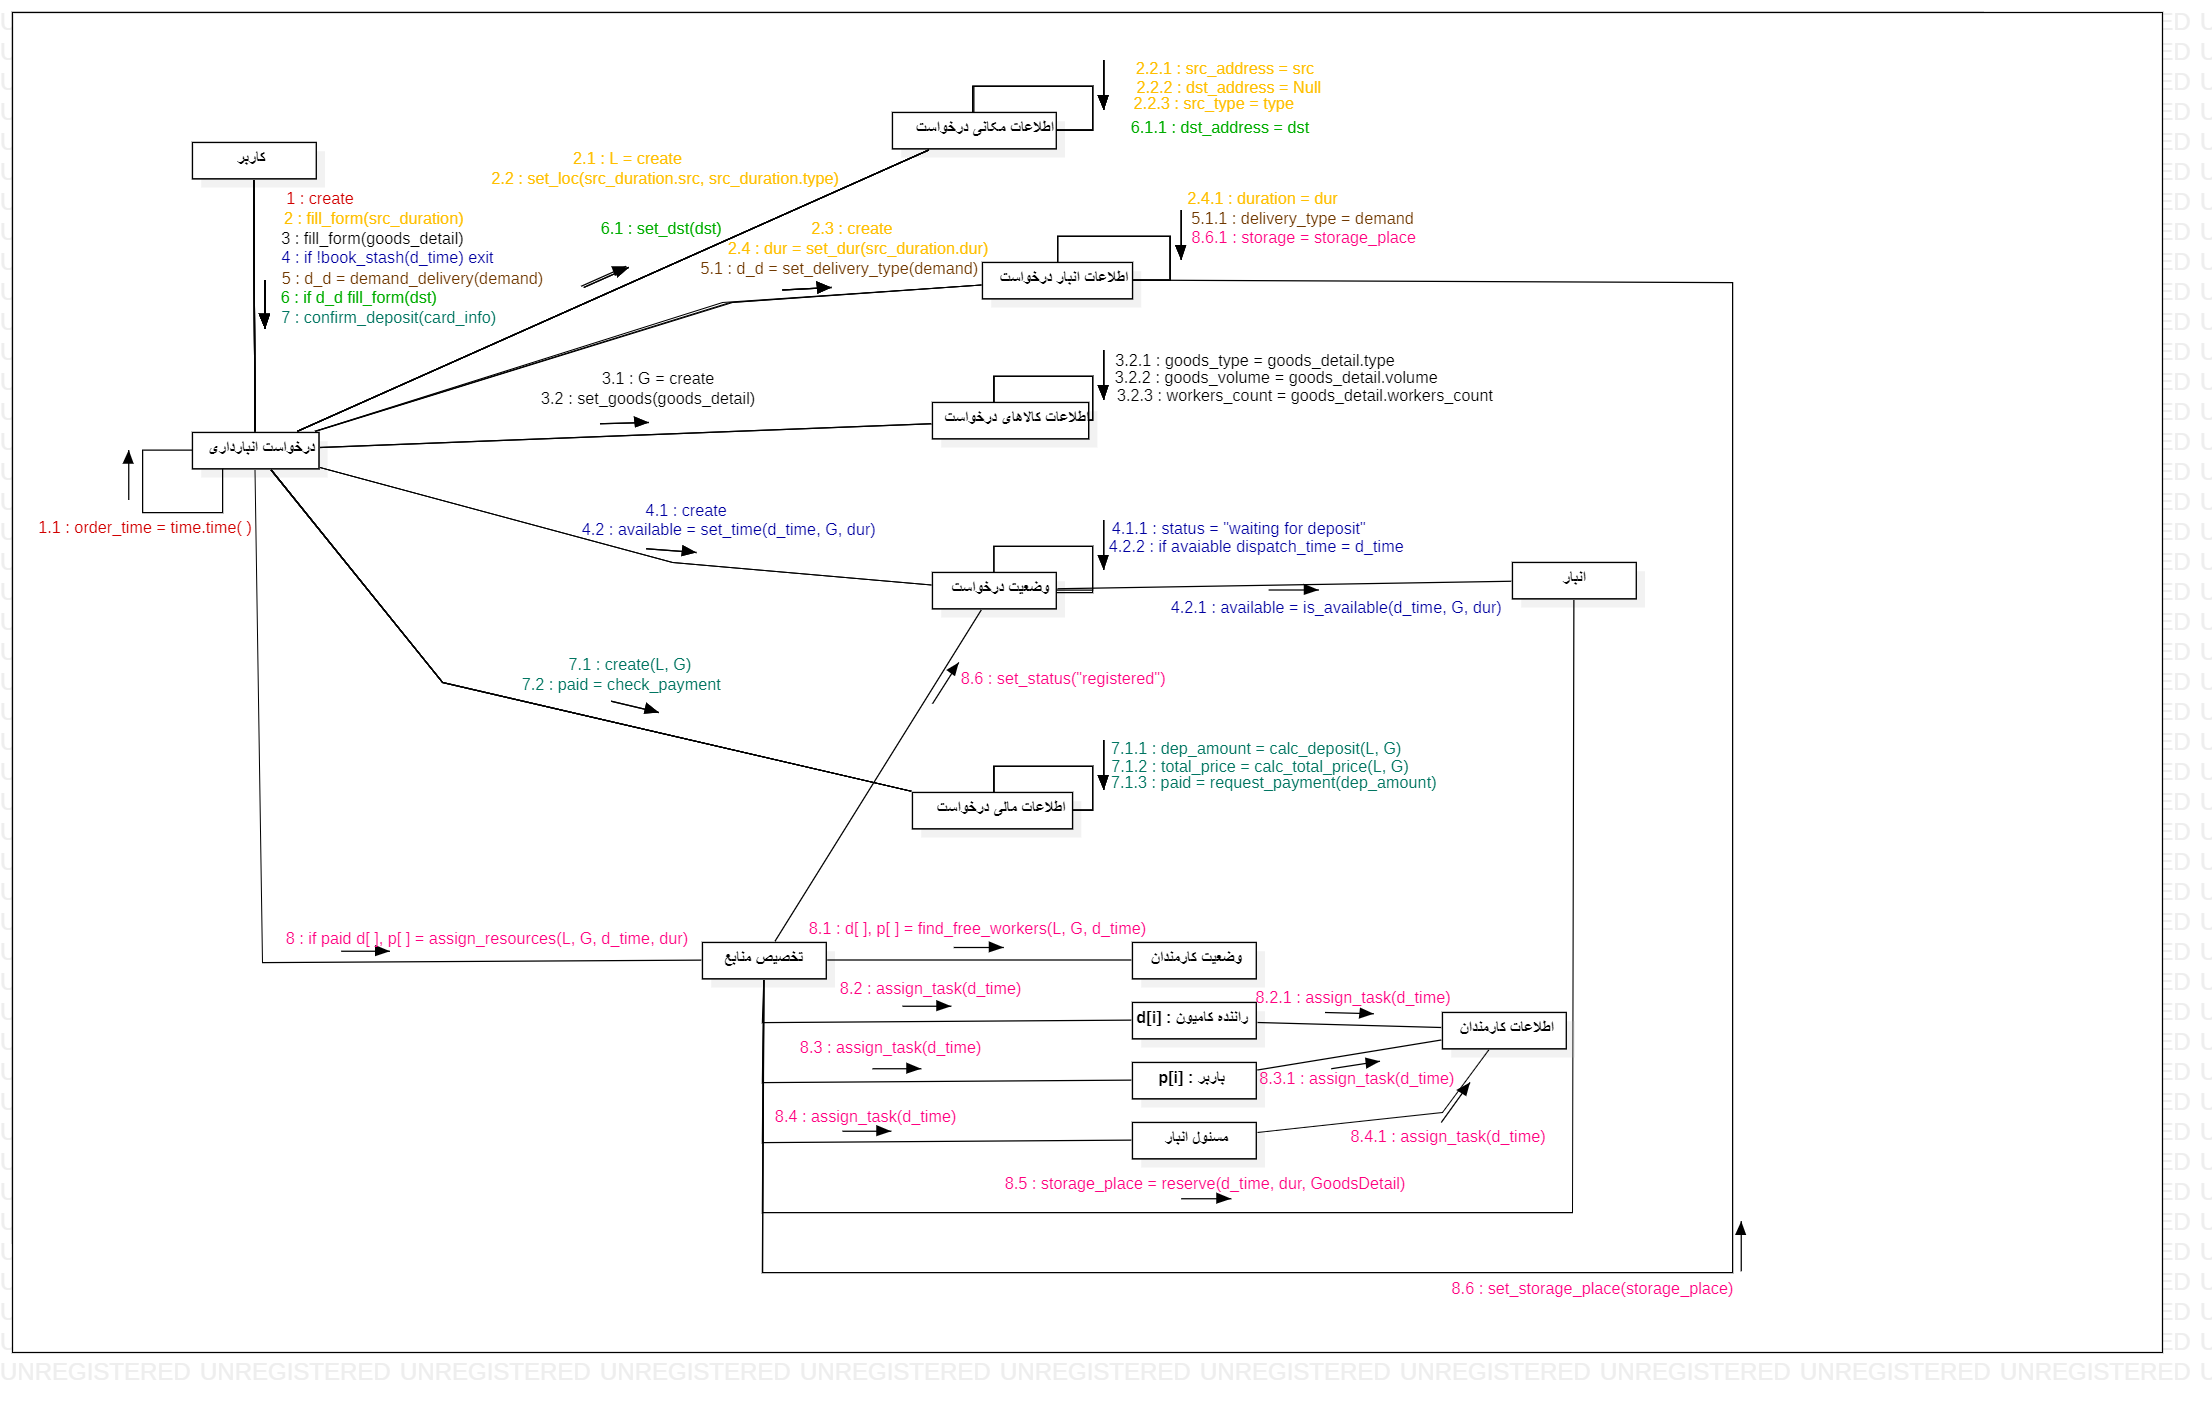 2.2.1 : src_address = src
2.2.2 : dst_address = Null
2.2.3 : src_type = type
6.1.1 : dst_address = dst
اطلاعات مکانی درخواست
کاربر
2.1 : L = create
2.2 : set_loc(src_duration.src, src_duration.type)
1 : create
2 : fill_form(src_duration)
3 : fill_form(goods_detail)
4 : if !book_stash(d_time) exit
5 : d_d = demand_delivery(demand)
6 : if d_d fill_form(dst)
7 : confirm_deposit(card_info)
6.1 : set_dst(dst)
2.3 : create
2.4 : dur = set_dur(src_duration.dur)
5.1 : d_d = set_delivery_type(demand)
2.4.1 : duration = dur
5.1.1 : delivery_type = demand
8.6.1 : storage = storage_place
اطلاعات انبار درخواست
3.1 : G = create
3.2 : set_goods(goods_detail)
3.2.1 : goods_type = goods_detail.type
3.2.2 : goods_volume = goods_detail.volume
3.2.3 : workers_count = goods_detail.workers_count
اطلاعات کالاهای درخواست
درخواست انبارداری
1.1 : order_time = time.time( )
4.1 : create
4.2 : available = set_time(d_time, G, dur)
4.1.1 : status = "waiting for deposit"
4.2.2 : if avaiable dispatch_time = d_time
وضعیت درخواست
انبار
4.2.1 : available = is_available(d_time, G, dur)
7.1 : create(L, G)
7.2 : paid = check_payment
8.6 : set_status("registered")
7.1.1 : dep_amount = calc_deposit(L, G)
7.1.2 : total_price = calc_total_price(L, G)
7.1.3 : paid = request_payment(dep_amount)
اطلاعات مالی درخواست
8 : if paid d[ ], p[ ] = assign_resources(L, G, d_time, dur)
8.1 : d[ ], p[ ] = find_free_workers(L, G, d_time)
تخصیص منابع
وضعیت کارمندان
8.2 : assign_task(d_time)
8.2.1 : assign_task(d_time)
d[i] : راننده کامیون
اطلاعات کارمندان
8.3 : assign_task(d_time)
p[i] : باربر
8.3.1 : assign_task(d_time)
8.4 : assign_task(d_time)
مسئول انبار
8.4.1 : assign_task(d_time)
8.5 : storage_place = reserve(d_time, dur, GoodsDetail)
8.6 : set_storage_place(storage_place)
UNREGISTERED UNREGISTERED UNREGISTERED UNREGISTERED UNREGISTERED UNREGISTERED UNREGISTERED UNREGISTERED UNREGISTERED UNREGISTERED UNREGISTERED